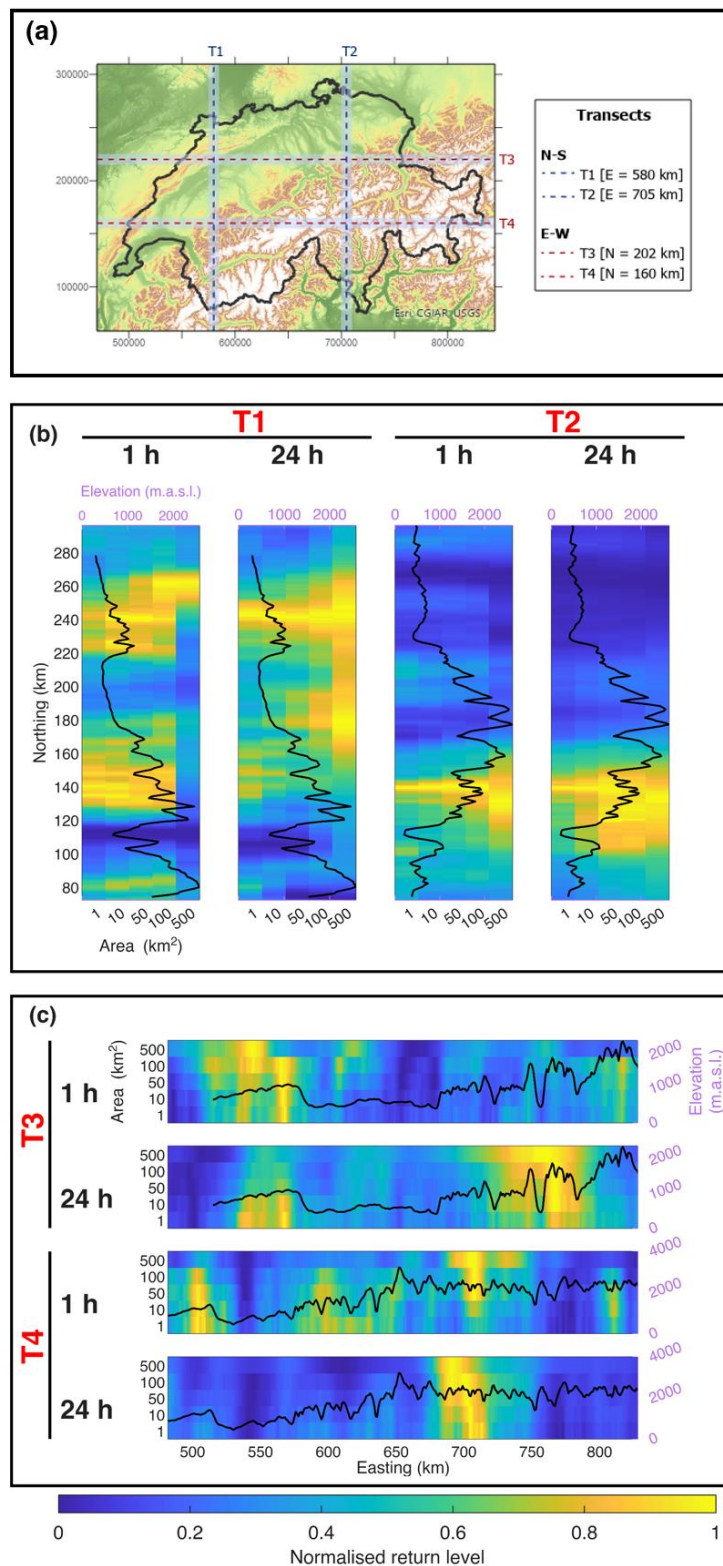 (a)
T1 T2
300000
200000
100000
T3
T4
Esri, CGIAR, USGS
500000 600000 700000 800000
Transects
N-S
T1 [E = 580 km]
T2 [E = 705 km]
E-W
T3 [N = 202 km]
T4 [N = 160 km]
(b)
T1 T2
1 h 24 h 1 h 24 h
Elevation (m.a.s.l.)
0 1000 2000 0 1000 2000 0 1000 2000 0 1000 2000
Northing (km)
280
260
240
220
200
180
160
140
120
100
80
1 10 50 100 500 1 10 50 100 500 1 10 50 100 500 1 10 50 100 500
Area (km²)
(c)
T3
1 h
Area (km²)
500
100
50
10
1
2000
1000
0
Elevation
(m.a.s.l.)
24 h
500
100
50
10
1
2000
1000
0
T4
1 h
500
100
50
10
1
4000
2000
0
24 h
500
100
50
10
1
4000
2000
0
500 550 600 650 700 750 800
Easting (km)
0 0.2 0.4 0.6 0.8 1
Normalised return level